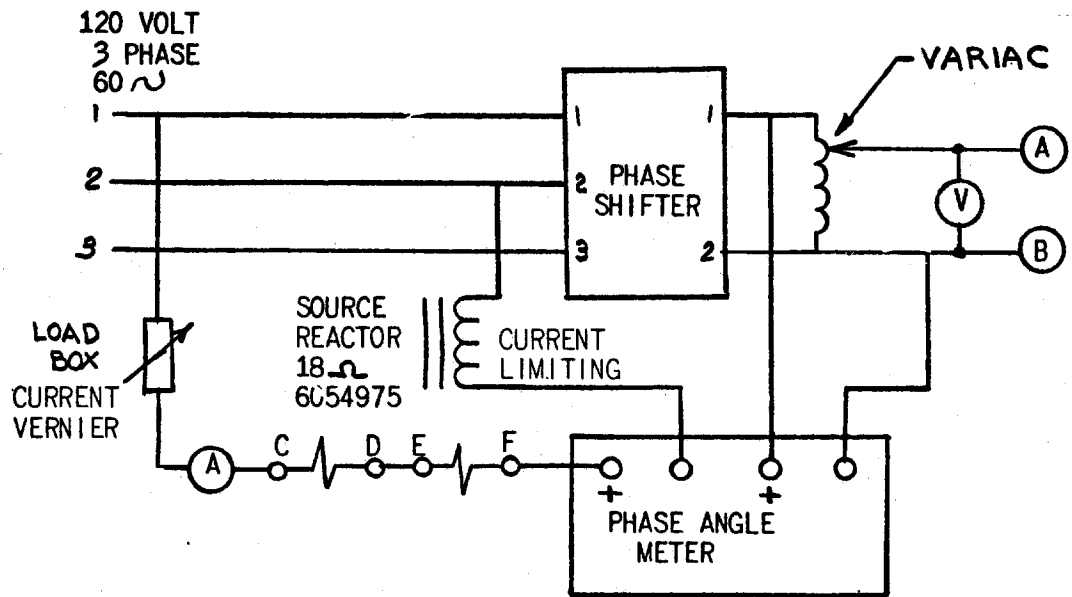 120 VOLT
3 PHASE
60 ~
1
2
3
1
2
3
PHASE
SHIFTER
1
2
VARIAC
A
V
B
LOAD
BOX
CURRENT
VERNIER
SOURCE
REACTOR
18 Ω
6054975
CURRENT
LIMITING
A
C
D
E
F
+
+
PHASE ANGLE
METER